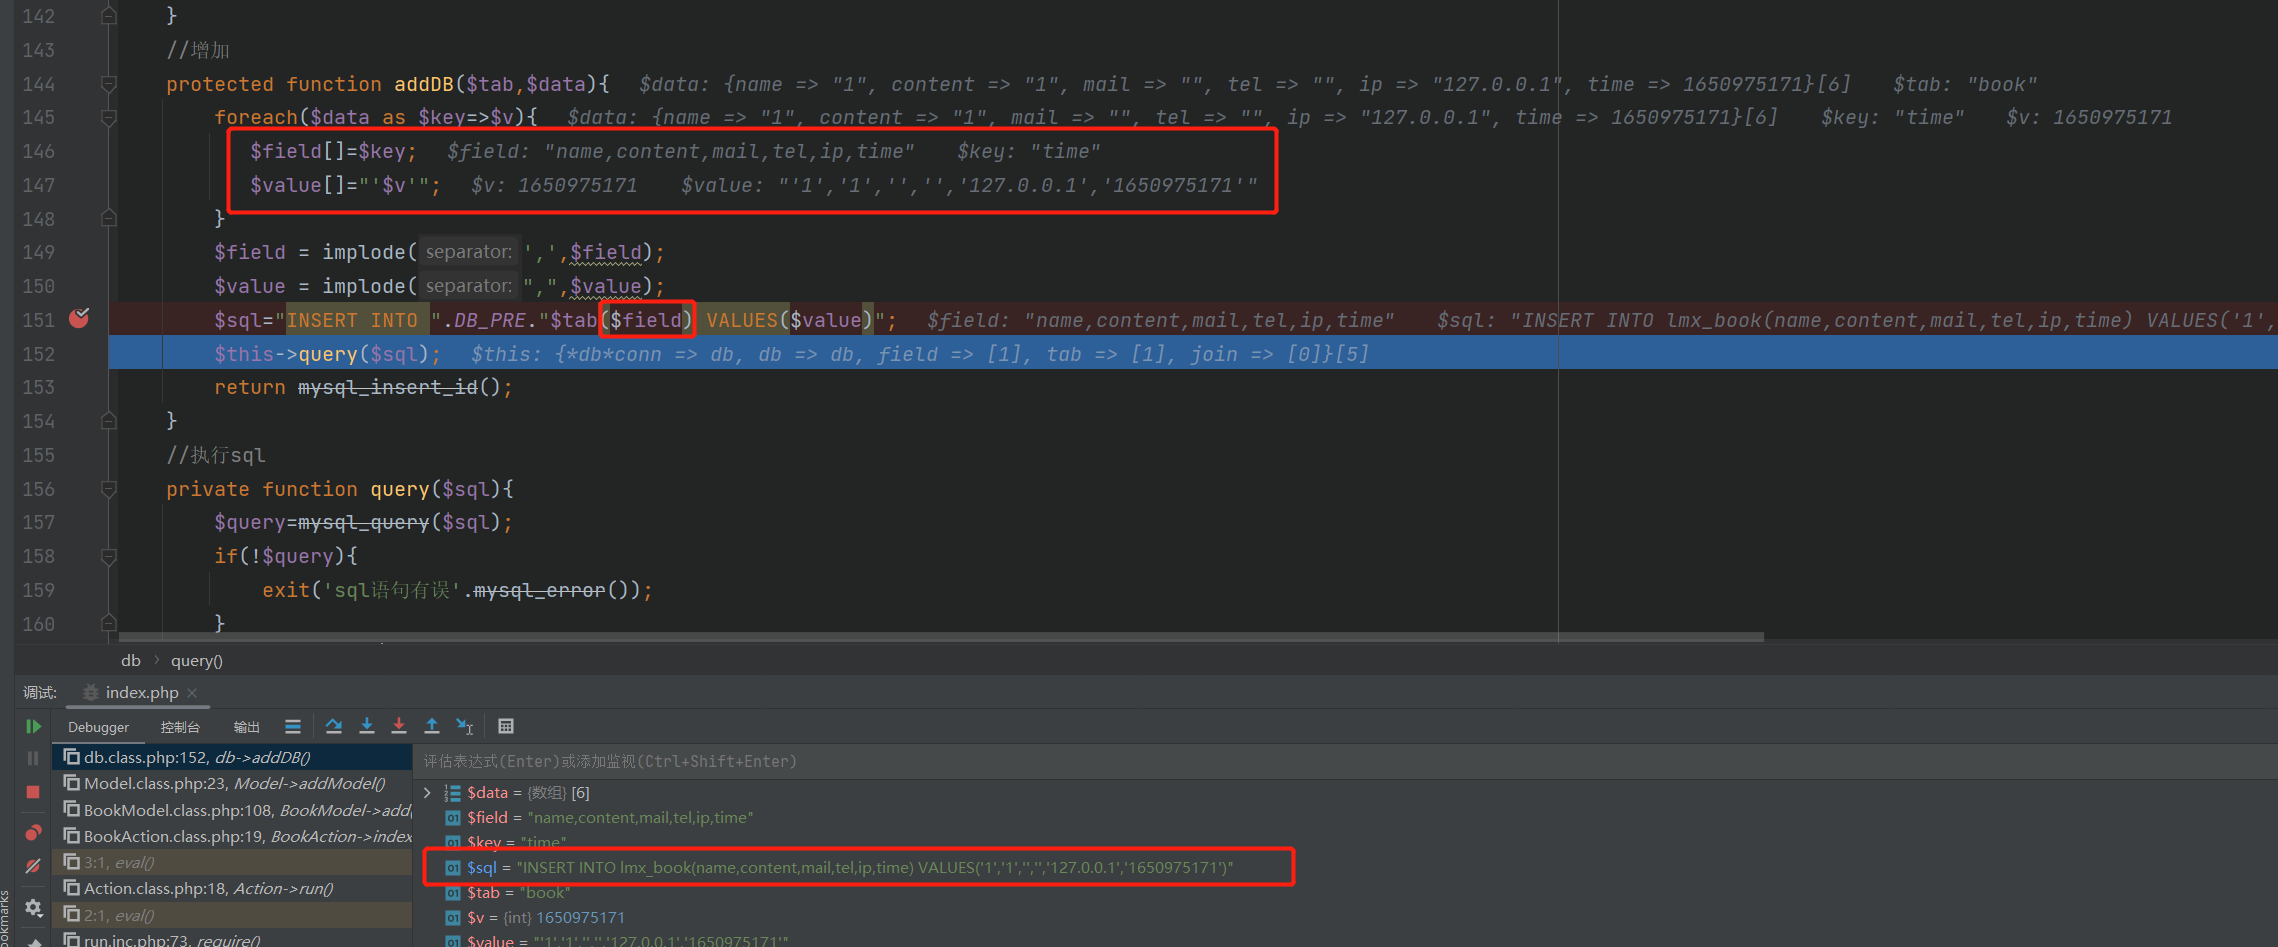 142 }
143 //增加
144 protected function addDB($tab,$data){ $data: {name => "1", content => "1", mail => "", tel => "", ip => "127.0.0.1", time => 1650975171}[6] $tab: "book"
145 foreach($data as $key=>$v){ $data: {name => "1", content => "1", mail => "", tel => "", ip => "127.0.0.1", time => 1650975171}[6] $key: "time" $v: 1650975171
146 $field[]=$key; $field: "name,content,mail,tel,ip,time" $key: "time"
147 $value[]="'$v'"; $v: 1650975171 $value: "'1','1','','','127.0.0.1','1650975171'"
148 }
149 $field = implode( separator: ',',$field);
150 $value = implode( separator: ",",$value);
151 $sql="INSERT INTO ".DB_PRE."$tab($field) VALUES($value)"; $field: "name,content,mail,tel,ip,time" $sql: "INSERT INTO lmx_book(name,content,mail,tel,ip,time) VALUES('1',
152 $this->query($sql); $this: {*db*conn => db, db => db, field => [1], tab => [1], join => [0]}[5]
153 return mysql_insert_id();
154 }
155 //执行sql
156 private function query($sql){
157 $query=mysql_query($sql);
158 if(!$query){
159 exit('sql语句有误'.mysql_error());
160 }
db › query()
调试: index.php
Debugger 控制台 输出
db.class.php:152, db->addDB()
Model.class.php:23, Model->addModel()
BookModel.class.php:108, BookModel->add(
BookAction.class.php:19, BookAction->index
3:1, eval()
Action.class.php:18, Action->run()
2:1, eval()
run.inc.php:73, require()
评估表达式(Enter)或添加监视(Ctrl+Shift+Enter)
$data = {数组} [6]
$field = "name,content,mail,tel,ip,time"
$key = "time"
$sql = "INSERT INTO lmx_book(name,content,mail,tel,ip,time) VALUES('1','1','','','127.0.0.1','1650975171')"
$tab = "book"
$v = {int} 1650975171
$value = "'1','1','','','127.0.0.1','1650975171'"
okmarks